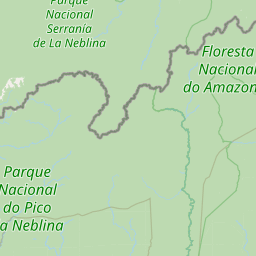 Parque
Nacional
Serranía
de La Neblina
Floresta
Nacional
do Amazon
Parque
Nacional
do Pico
a Neblina